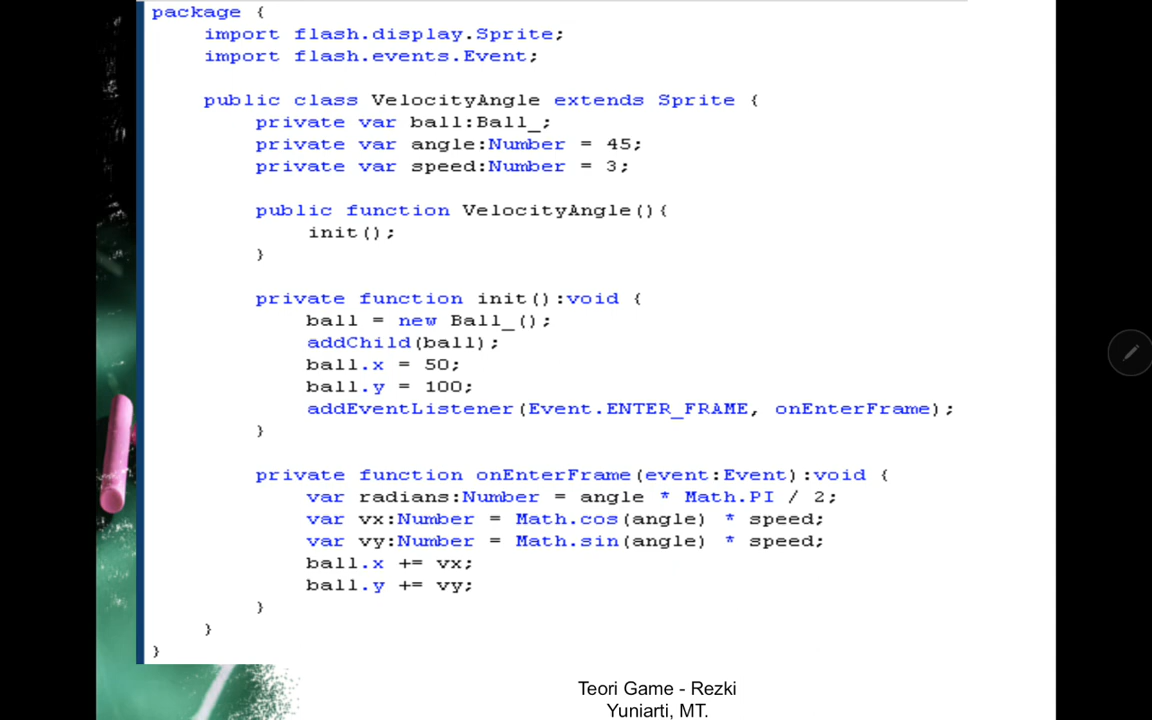 package {
import flash.display.Sprite;
import flash.events.Event;
public class VelocityAngle extends Sprite {
private var ball:Ball_;
private var angle:Number = 45;
private var speed:Number = 3;
public function VelocityAngle(){
init();
}
private function init():void {
ball = new Ball_();
addChild(ball);
ball.x = 50;
ball.y = 100;
addEventListener(Event.ENTER_FRAME, onEnterFrame);
}
private function onEnterFrame(event:Event):void {
var radians:Number = angle * Math.PI / 2;
var vx:Number = Math.cos(angle) * speed;
var vy:Number = Math.sin(angle) * speed;
ball.x += vx;
ball.y += vy;
}
}
}
Teori Game - Rezki
Yuniarti, MT.